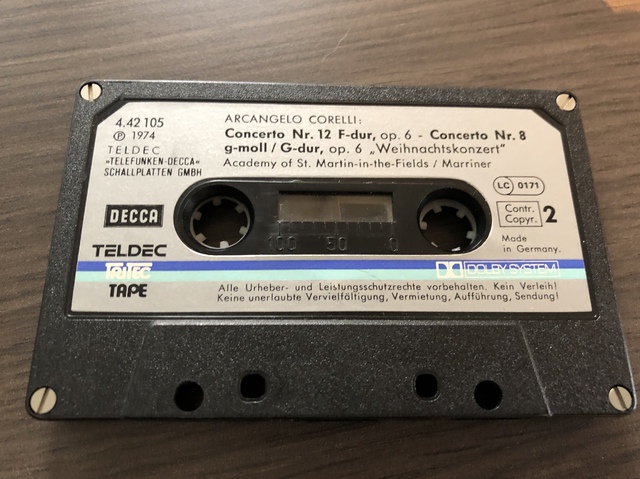 4.42 105
℗ 1974
TELDEC
»TELEFUNKEN-DECCA«
SCHALLPLATTEN GMBH
ARCANGELO CORELLI:
Concerto Nr. 12 F-dur, op. 6 - Concerto Nr. 8
g-moll / G-dur, op. 6 „Weihnachtskonzert"
Academy of St. Martin-in-the-Fields / Marriner
LC 0171
DECCA
Contr.
Copyr. 2
100 50 0
Made
in Germany.
TELDEC
TRITEC
TAPE
DOLBY SYSTEM
Alle Urheber- und Leistungsschutzrechte vorbehalten. Kein Verleih!
Keine unerlaubte Vervielfältigung, Vermietung, Aufführung, Sendung!